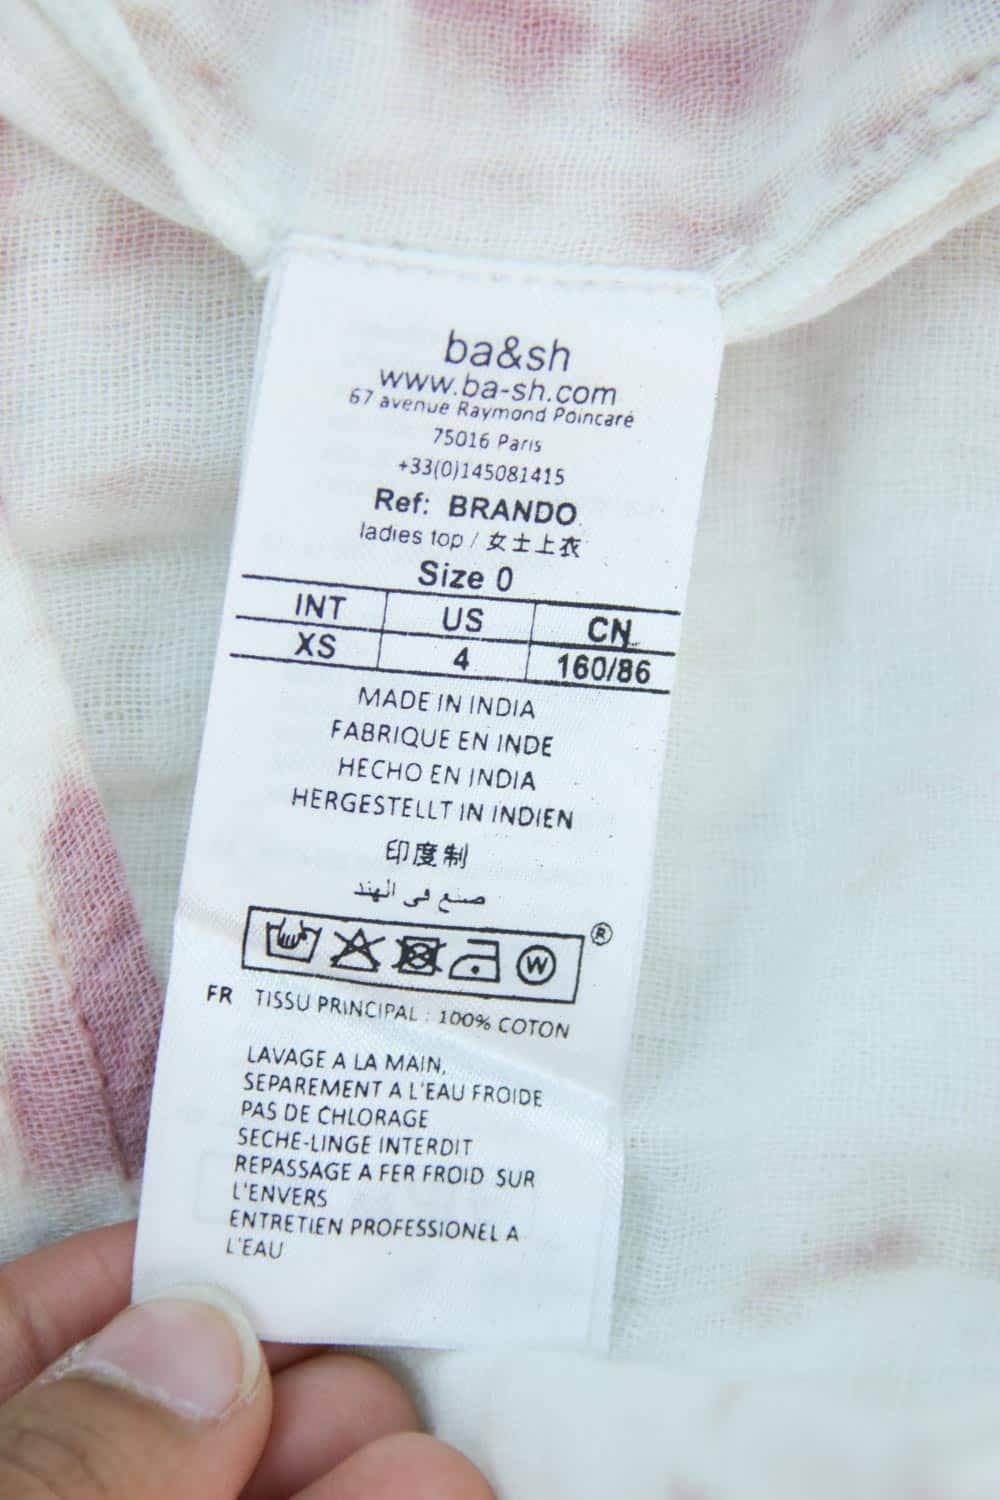 ba&sh
www.ba-sh.com
67 avenue Raymond Poincaré
75016 Paris
+33(0)145081415
Ref: BRANDO
ladies top / 女士上衣
Size 0
INT US CN
XS 4 160/86
MADE IN INDIA
FABRIQUE EN INDE
HECHO EN INDIA
HERGESTELLT IN INDIEN
印度制
صنع في الهند
W ®
FR TISSU PRINCIPAL : 100% COTON
LAVAGE A LA MAIN,
SEPAREMENT A L'EAU FROIDE
PAS DE CHLORAGE
SECHE-LINGE INTERDIT
REPASSAGE A FER FROID SUR
L'ENVERS
ENTRETIEN PROFESSIONEL A
L'EAU